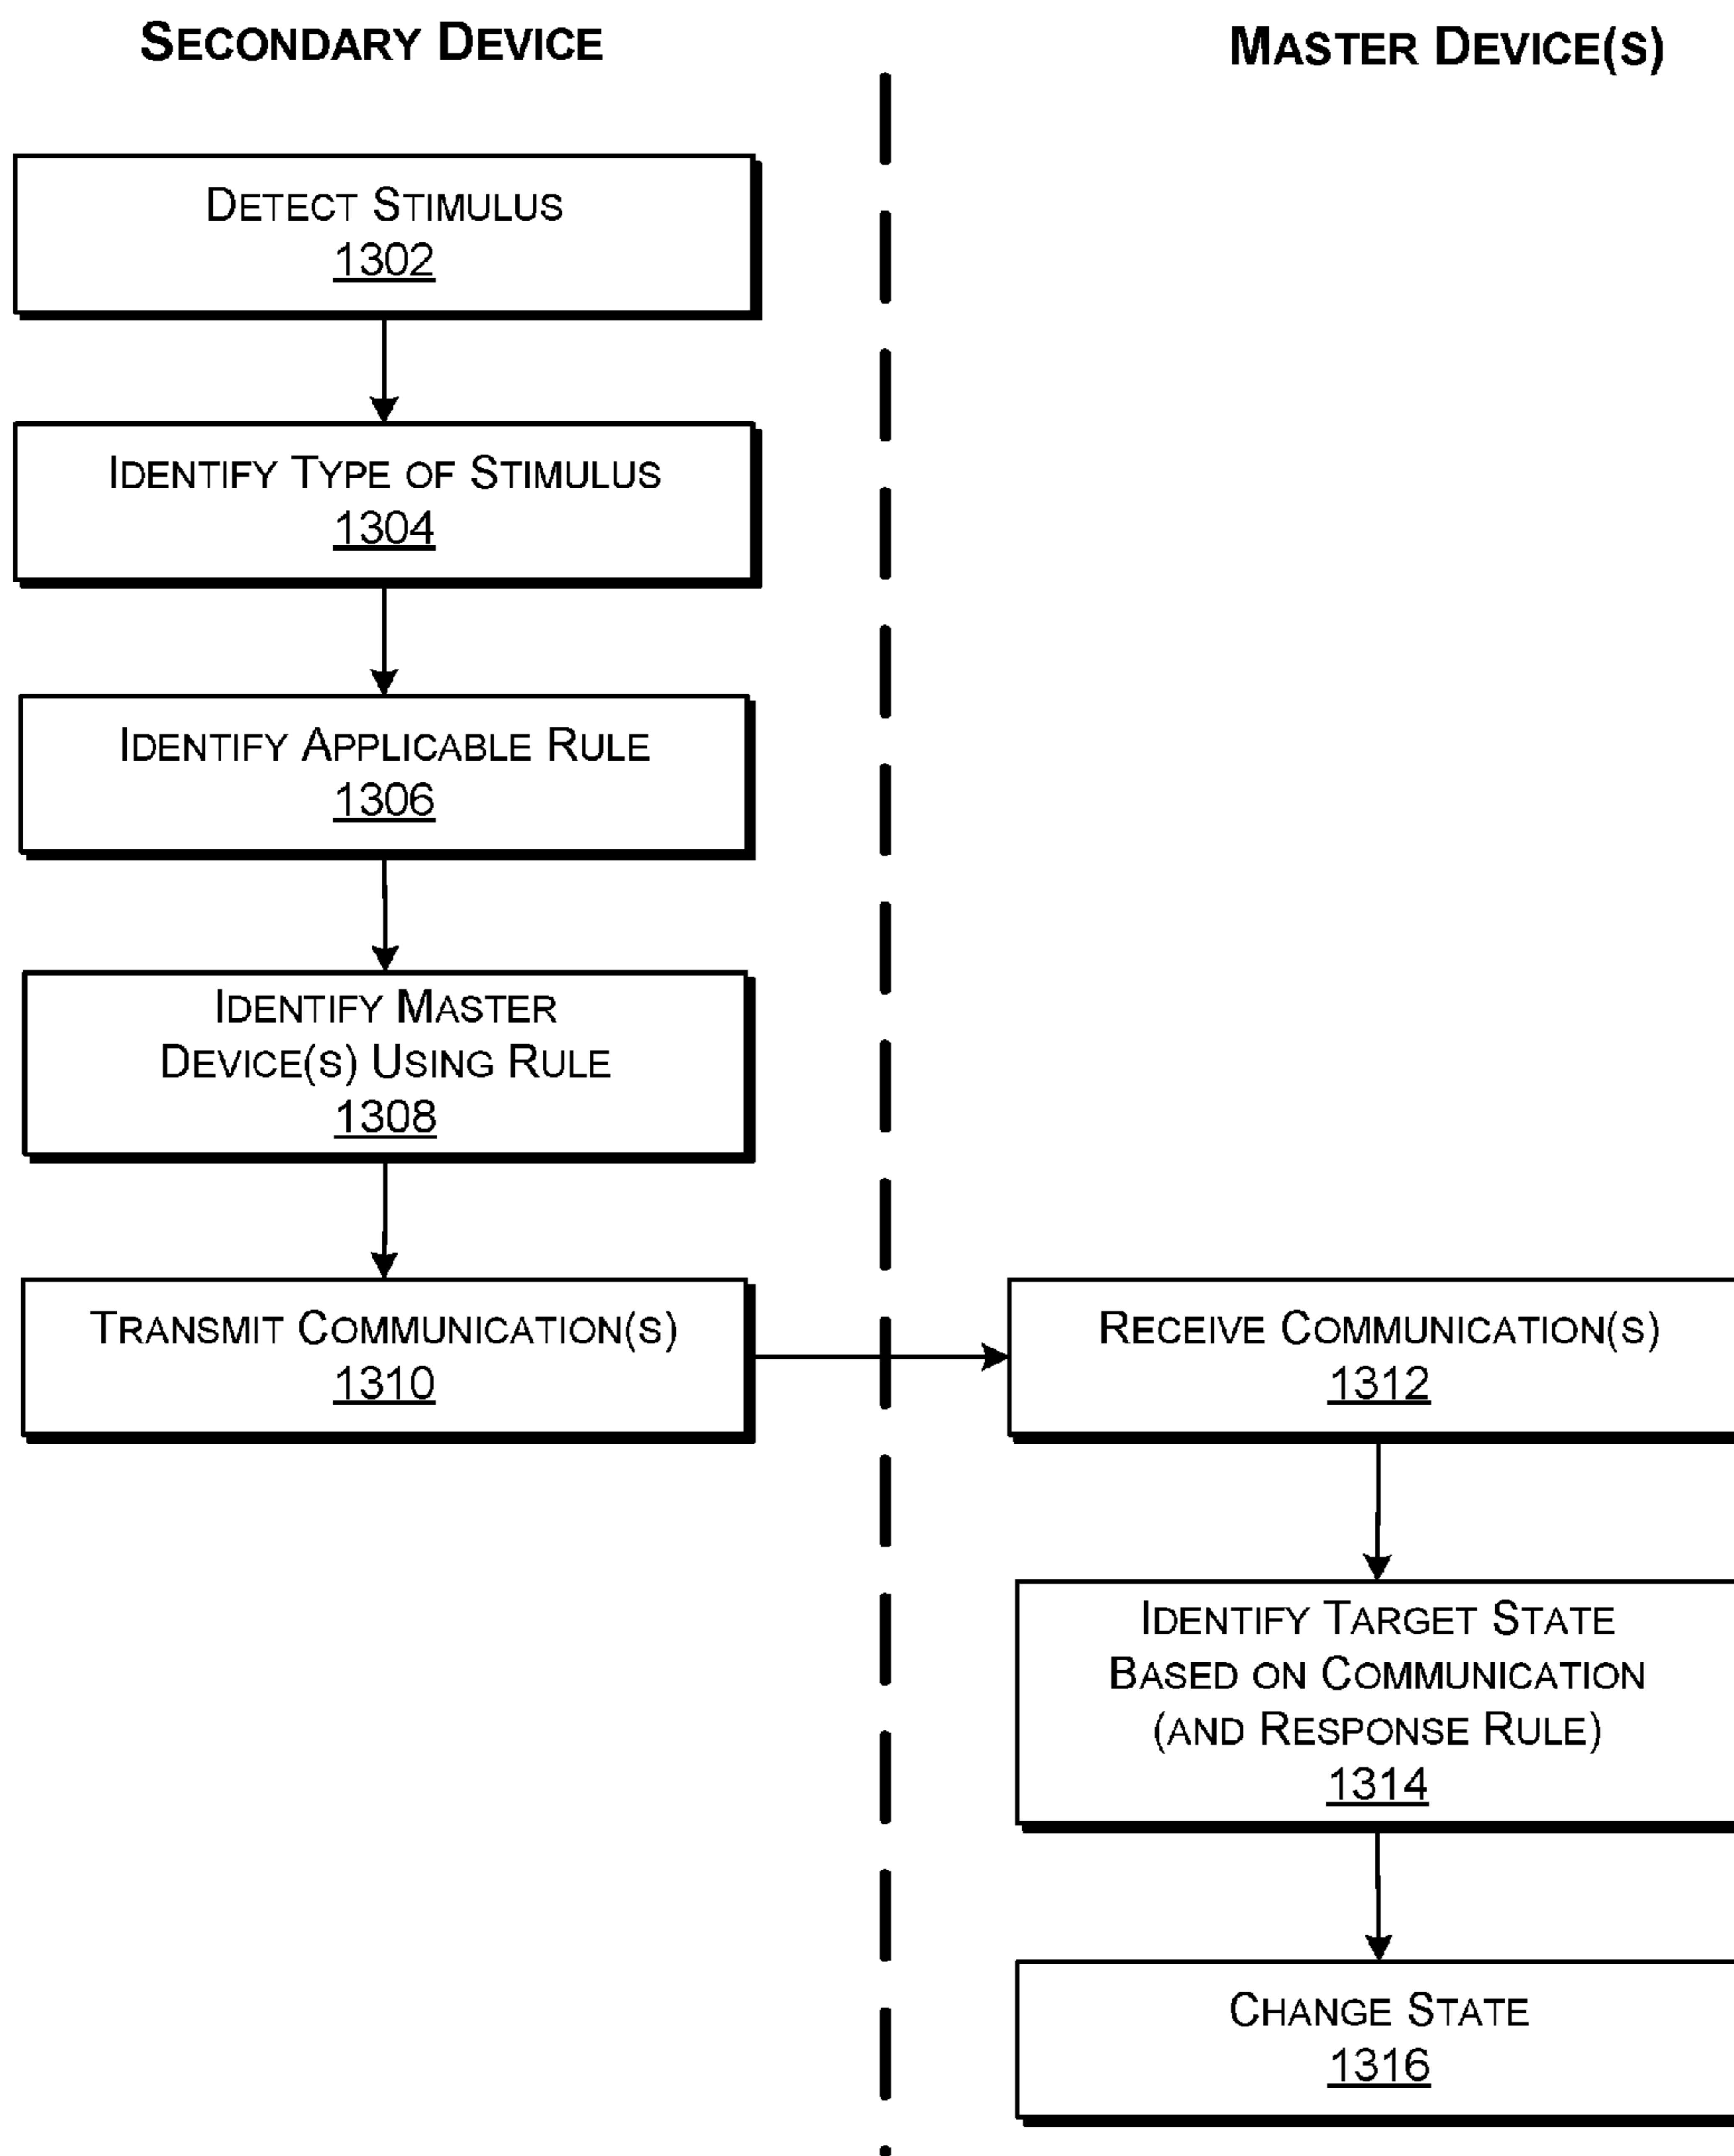 SECONDARY DEVICE
MASTER DEVICE(S)
DETECT STIMULUS
1302
IDENTIFY TYPE OF STIMULUS
1304
IDENTIFY APPLICABLE RULE
1306
IDENTIFY MASTER
DEVICE(S) USING RULE
1308
TRANSMIT COMMUNICATION(S)
1310
RECEIVE COMMUNICATION(S)
1312
IDENTIFY TARGET STATE
BASED ON COMMUNICATION
(AND RESPONSE RULE)
1314
CHANGE STATE
1316